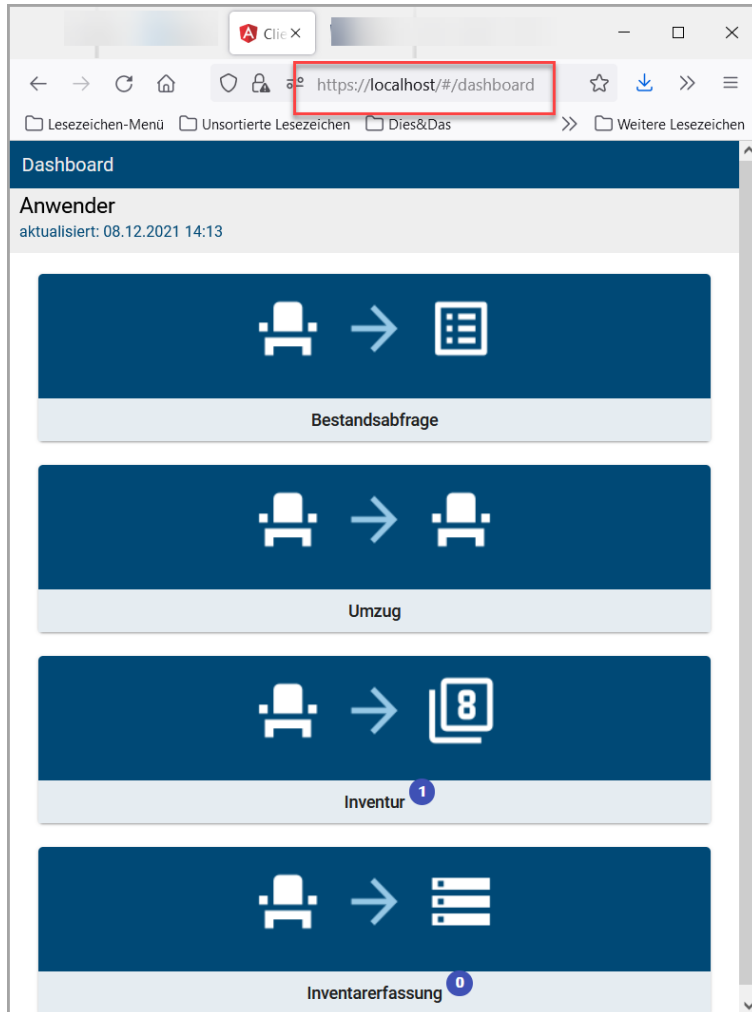 Clie
https://localhost/#/dashboard
Lesezeichen-Menü Unsortierte Lesezeichen Dies&Das Weitere Lesezeichen
Dashboard
Anwender
aktualisiert: 08.12.2021 14:13
Bestandsabfrage
Umzug
8
Inventur 1
Inventarerfassung 0